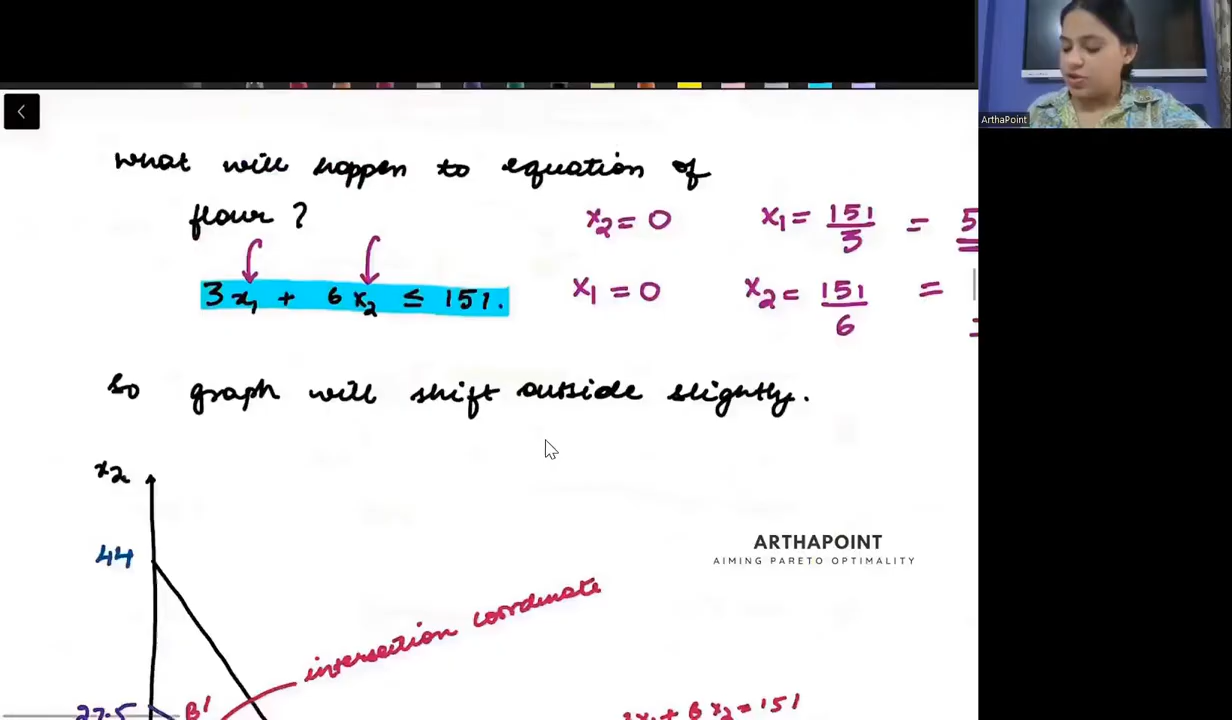 ArthaPoint
what will happen to equation of
flour ?
x₂ = 0 x₁ = 151/3 = 5
3x₁ + 6x₂ ≤ 151.
x₁ = 0 x₂ = 151/6 =
So graph will shift outside slightly.
x₂
44
ARTHAPOINT
AIMING PARETO OPTIMALITY
intersection coordinate
27.5 B'
3x₁ + 6x₂ = 151